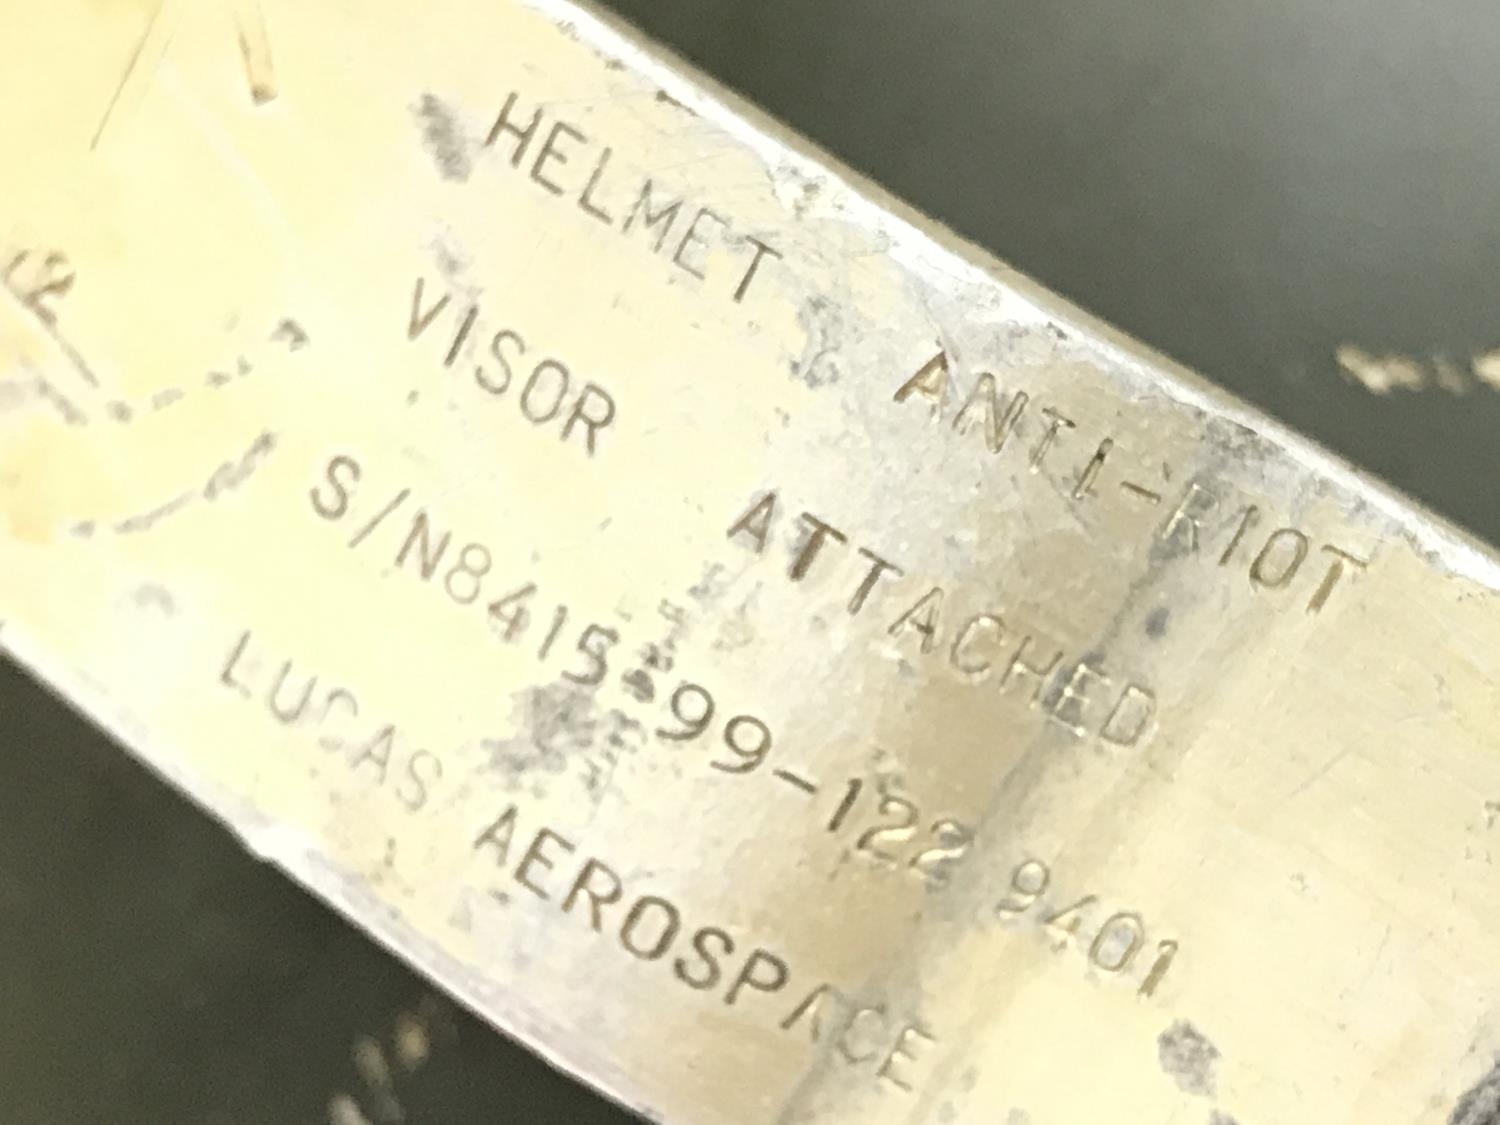 HELMET ANTI-RIOT
VISOR ATTACHED
S/N8415-99-122 9401
LUCAS AEROSPACE